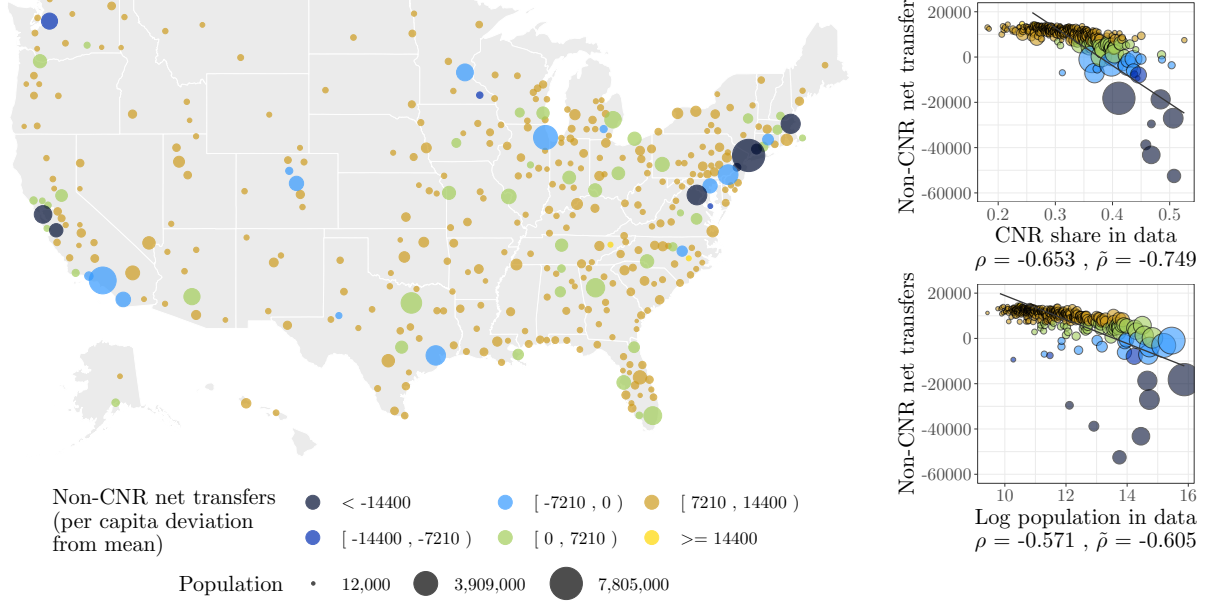 Non-CNR net transfers
(per capita deviation
from mean)
< -14400
[ -7210 , 0 )
[ 7210 , 14400 )
[ -14400 , -7210 )
[ 0 , 7210 )
>= 14400
Population
12,000
3,909,000
7,805,000
Non-CNR net transfers
20000
0
-20000
-40000
-60000
0.2
0.3
0.4
0.5
CNR share in data
ρ = -0.653 , ρ̃ = -0.749
Non-CNR net transfers
20000
0
-20000
-40000
-60000
10
12
14
16
Log population in data
ρ = -0.571 , ρ̃ = -0.605